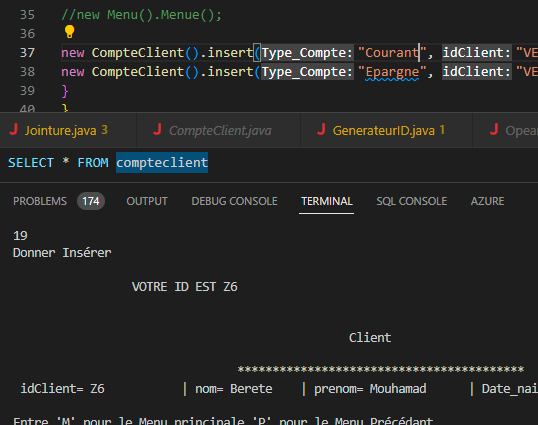 35 //new Menu().Menue();
36
37 new CompteClient().insert(Type_Compte: "Courant", idClient: "VE
38 new CompteClient().insert(Type_Compte: "Epargne", idClient: "VE
39 }
40 }
Jointure.java 3 CompteClient.java GenerateurID.java 1 Opea
SELECT * FROM compteclient
PROBLEMS 174 OUTPUT DEBUG CONSOLE TERMINAL SQL CONSOLE AZURE
19
Donner Insérer
VOTRE ID EST Z6
Client
*****************************************
idClient= Z6 | nom= Berete | prenom= Mouhamad | Date_nai
Entre 'M' pour le Menu principale 'P' pour le Menu Précédant